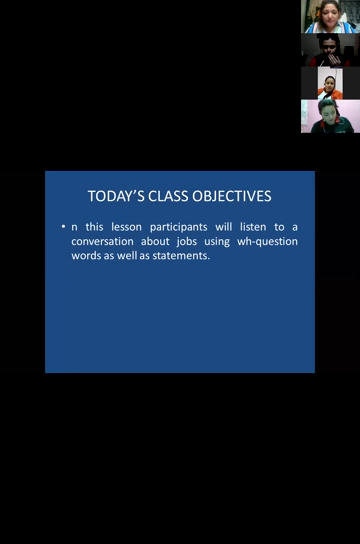 TODAY'S CLASS OBJECTIVES
• n this lesson participants will listen to a
conversation about jobs using wh-question
words as well as statements.